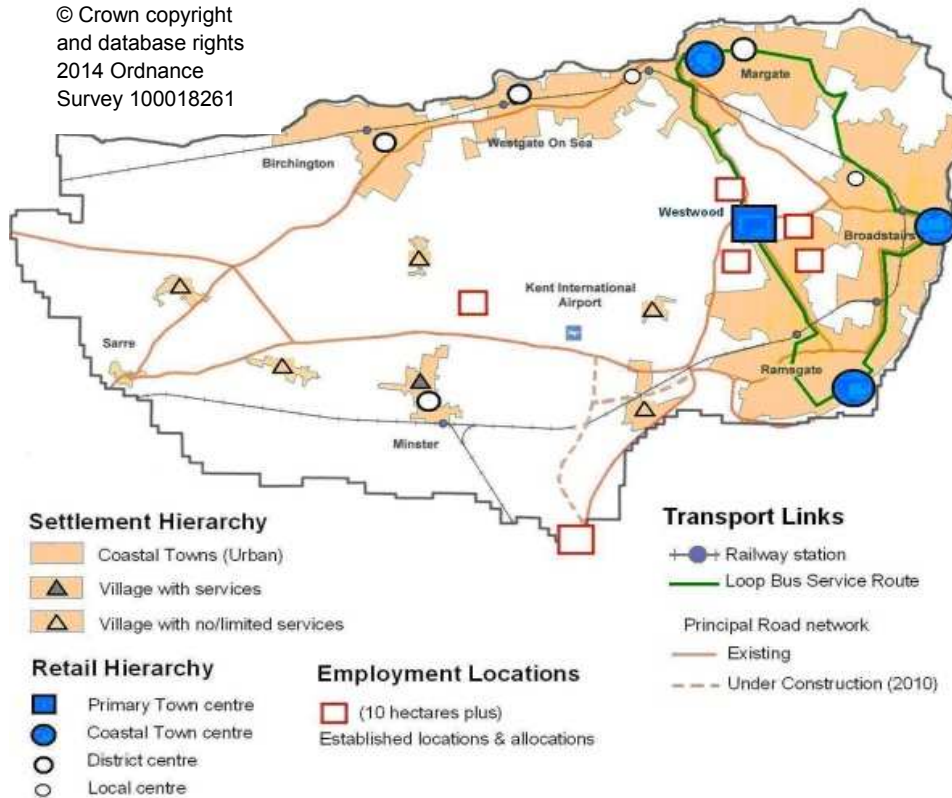 © Crown copyright
and database rights
2014 Ordnance
Survey 100018261
Margate
Westgate On Sea
Birchington
Westwood
Broadstairs
Kent International
Airport
Sarre
Ramsgate
Minster
Settlement Hierarchy
Coastal Towns (Urban)
Village with services
Village with no/limited services
Retail Hierarchy
Primary Town centre
Coastal Town centre
District centre
Local centre
Employment Locations
(10 hectares plus)
Established locations & allocations
Transport Links
Railway station
Loop Bus Service Route
Principal Road network
Existing
Under Construction (2010)